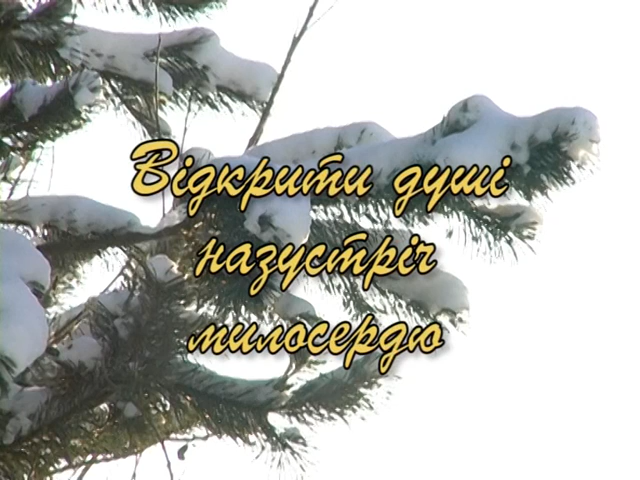 Відкрити душі
назустріч
милосердю